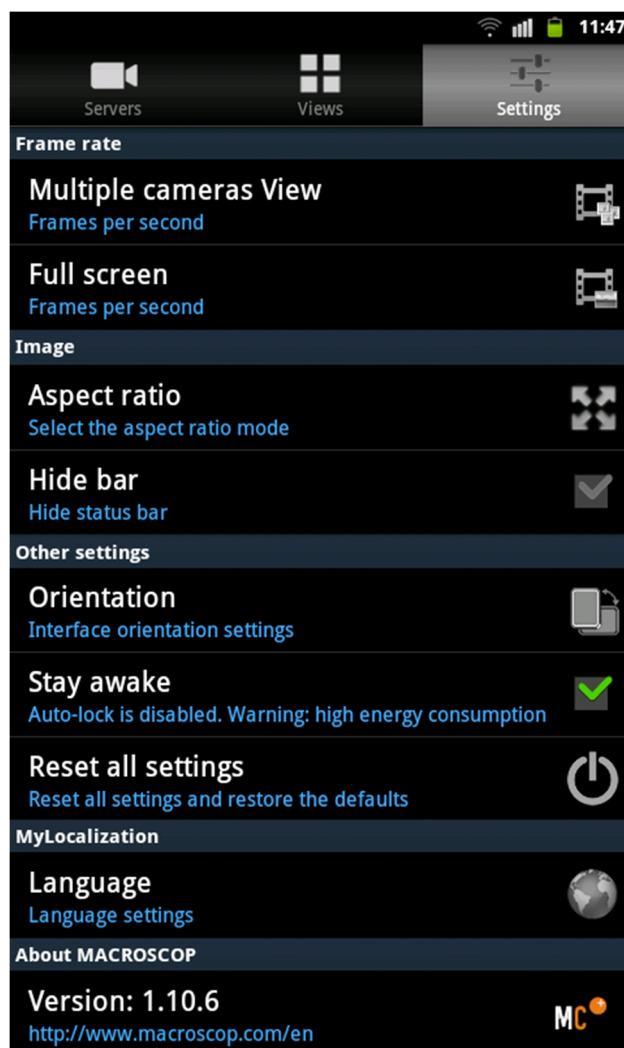 11:47
Servers
Views
Settings
Frame rate
Multiple cameras View
Frames per second
Full screen
Frames per second
Image
Aspect ratio
Select the aspect ratio mode
Hide bar
Hide status bar
Other settings
Orientation
Interface orientation settings
Stay awake
Auto-lock is disabled. Warning: high energy consumption
Reset all settings
Reset all settings and restore the defaults
MyLocalization
Language
Language settings
About MACROSCOP
Version: 1.10.6
http://www.macroscop.com/en
MC